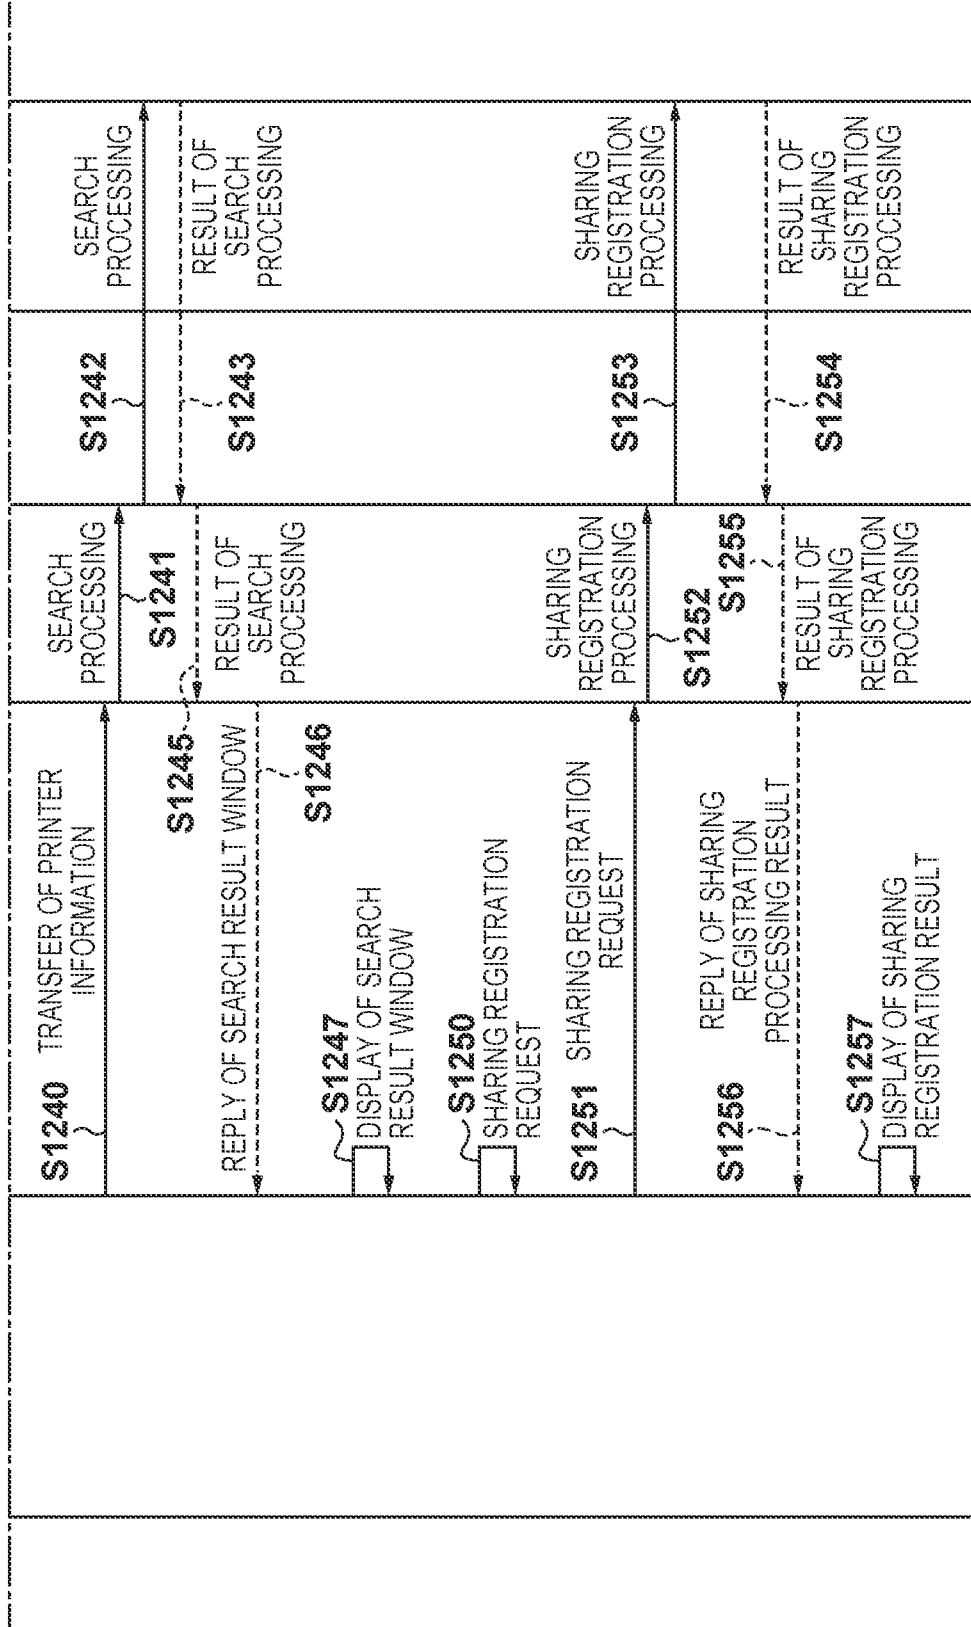 S1240
TRANSFER OF PRINTER
INFORMATION
SEARCH
PROCESSING
S1241
S1242
SEARCH
PROCESSING
S1243
RESULT OF
SEARCH
PROCESSING
S1245
RESULT OF
SEARCH
PROCESSING
REPLY OF SEARCH RESULT WINDOW
S1246
S1247
DISPLAY OF SEARCH
RESULT WINDOW
S1250
SHARING REGISTRATION
REQUEST
S1251
SHARING REGISTRATION
REQUEST
SHARING
REGISTRATION
PROCESSING
S1252
S1253
SHARING
REGISTRATION
PROCESSING
S1254
RESULT OF
SHARING
REGISTRATION
PROCESSING
S1255
RESULT OF
SHARING
REGISTRATION
PROCESSING
S1256
REPLY OF SHARING
REGISTRATION
PROCESSING RESULT
S1257
DISPLAY OF SHARING
REGISTRATION RESULT